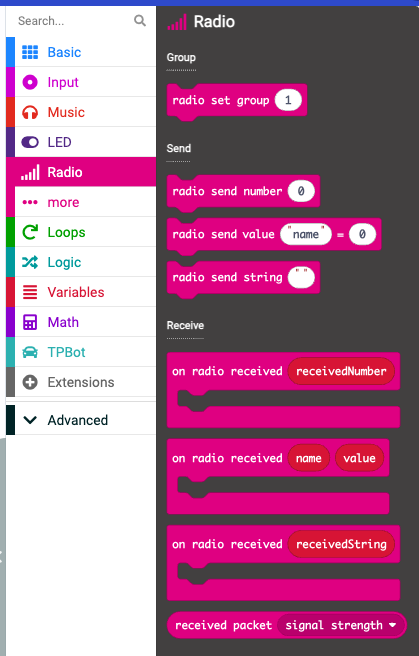 Search...
Basic
Input
Music
LED
Radio
more
Loops
Logic
Variables
Math
TPBot
Extensions
Advanced
Radio
Group
radio set group 1
Send
radio send number 0
radio send value "name" = 0
radio send string " "
Receive
on radio received receivedNumber
on radio received name value
on radio received receivedString
received packet signal strength